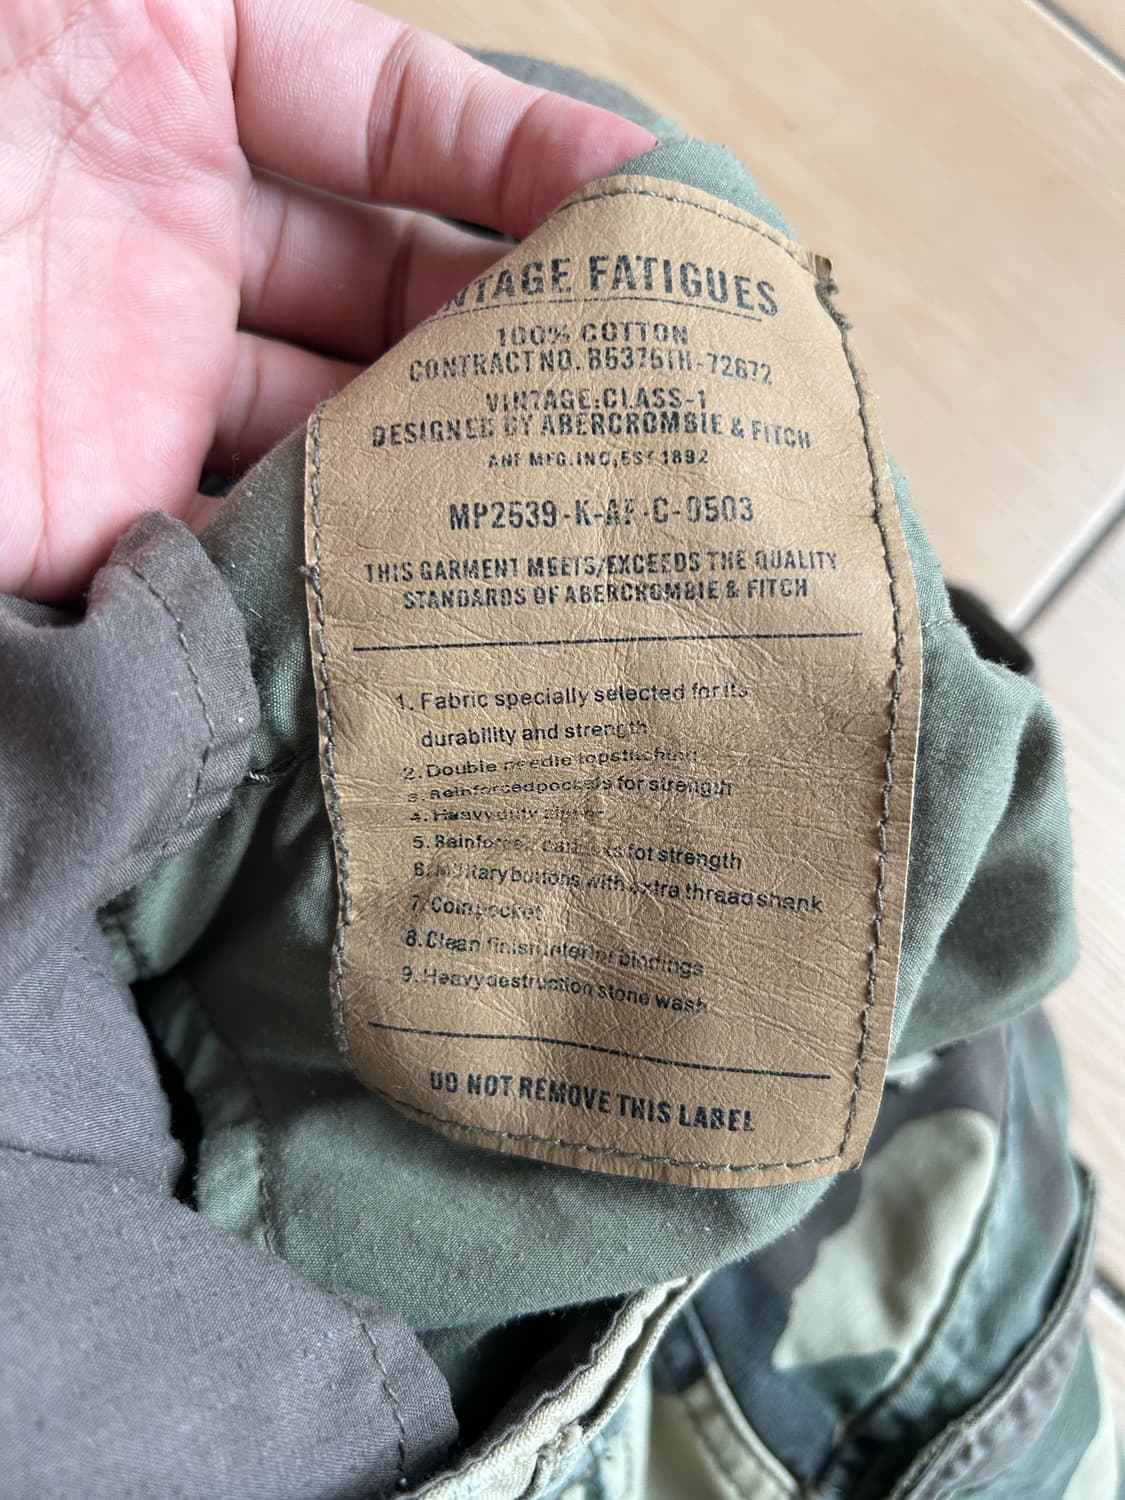 NTAGE FATIGUES
100% COTTON
CONTRACT NO.
VINTAGE:CLASS-1
DESIGNED BY ABERCROMBIE & FITCH
ANF MFG.INC,EST 1892
MP2539-K-AF-C-0503
THIS GARMENT MEETS/EXCEEDS THE QUALITY
STANDARDS OF ABERCROMBIE & FITCH
1. Fabric specially selected for its
durability and strength
2. Double needle topstitching
3. Reinforced pockets for strength
4. Heavy duty
5. for strength
6. Military buttons with extra thread shank
7. Coin pocket
8. Clean finish interior bindings
9. Heavy destruction stone wash
DO NOT REMOVE THIS LABEL